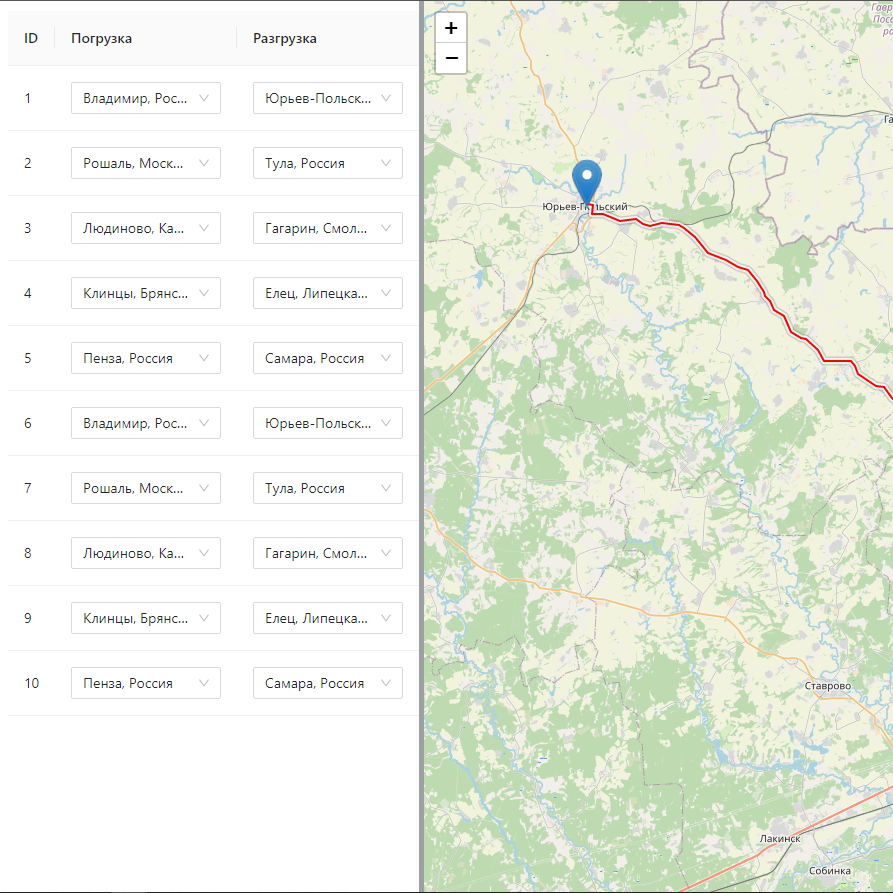 ID Погрузка Разгрузка
1 Владимир, Рос... Юрьев-Польск...
2 Рошаль, Моск... Тула, Россия
3 Людиново, Ка... Гагарин, Смол...
4 Клинцы, Брянс... Елец, Липецка...
5 Пенза, Россия Самара, Россия
6 Владимир, Рос... Юрьев-Польск...
7 Рошаль, Моск... Тула, Россия
8 Людиново, Ка... Гагарин, Смол...
9 Клинцы, Брянс... Елец, Липецка...
10 Пенза, Россия Самара, Россия
+
−
Юрьев-Польский
Ставрово
Лакинск
Собинка